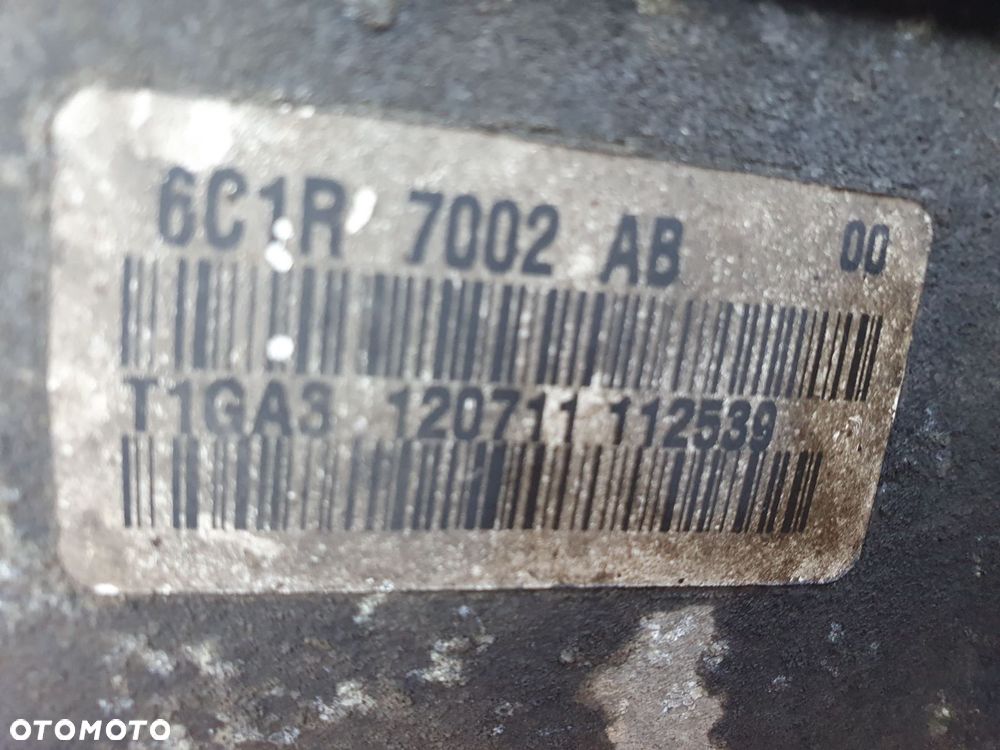 6C1R 7002 AB 00
T1GA3 120711 112539
OTOMOTO